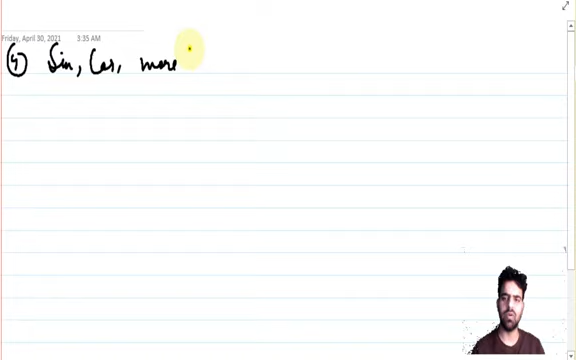 Friday, April 30, 2021 3:35 AM
④ Sin, Cos, more